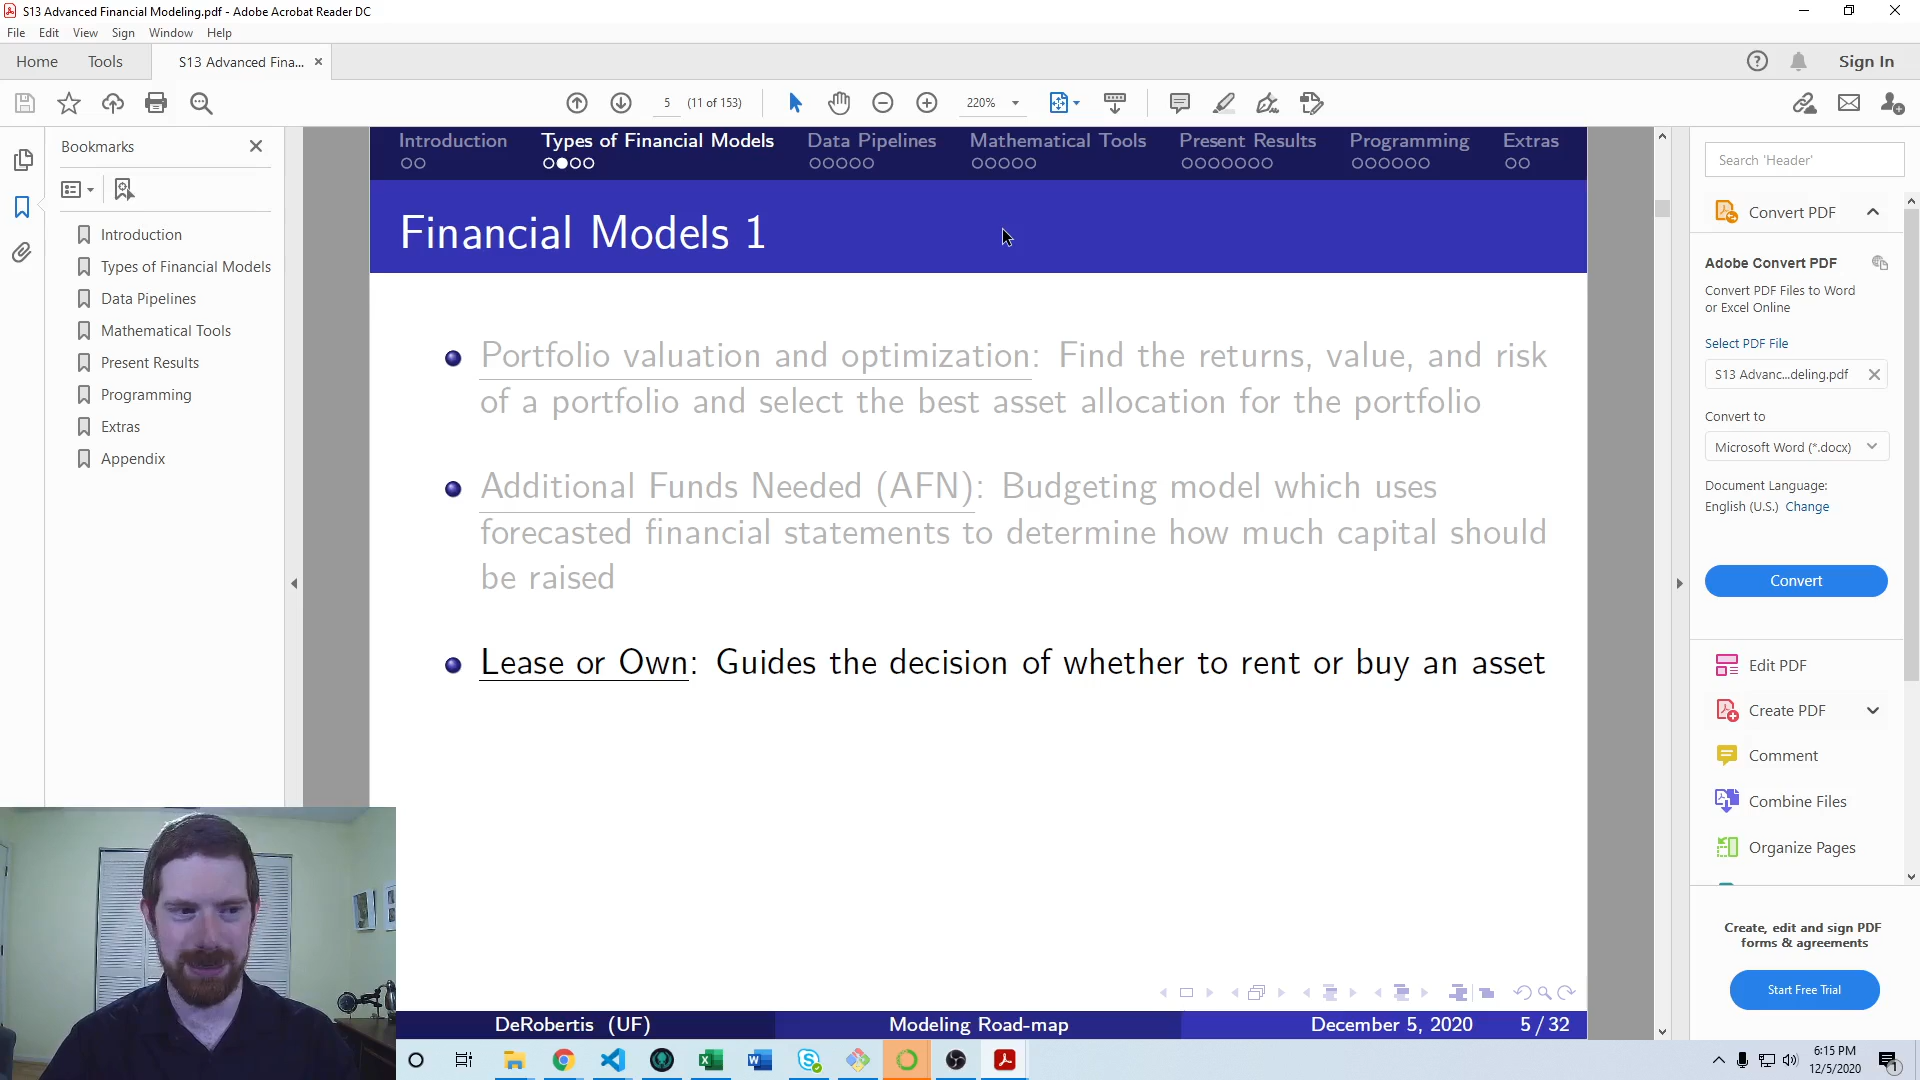 S13 Advanced Financial Modeling.pdf - Adobe Acrobat Reader DC
File Edit View Sign Window Help
Home Tools S13 Advanced Fina... Sign In
5 (11 of 153) 220%
Bookmarks
Introduction
Types of Financial Models
Data Pipelines
Mathematical Tools
Present Results
Programming
Extras
Appendix
Introduction Types of Financial Models Data Pipelines Mathematical Tools Present Results Programming Extras
Financial Models 1
Portfolio valuation and optimization: Find the returns, value, and risk
of a portfolio and select the best asset allocation for the portfolio
Additional Funds Needed (AFN): Budgeting model which uses
forecasted financial statements to determine how much capital should
be raised
Lease or Own: Guides the decision of whether to rent or buy an asset
DeRobertis (UF) Modeling Road-map December 5, 2020 5 / 32
Search 'Header'
Convert PDF
Adobe Convert PDF
Convert PDF Files to Word
or Excel Online
Select PDF File
S13 Advanc...deling.pdf
Convert to
Microsoft Word (*.docx)
Document Language:
English (U.S.) Change
Convert
Edit PDF
Create PDF
Comment
Combine Files
Organize Pages
Create, edit and sign PDF
forms & agreements
Start Free Trial
6:15 PM
12/5/2020
1